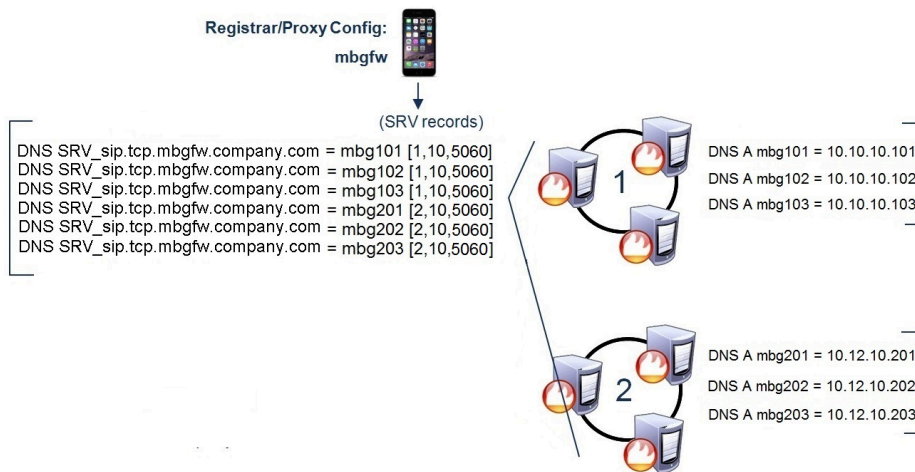 Registrar/Proxy Config:
mbgfw
(SRV records)
DNS SRV_sip.tcp.mbgfw.company.com = mbg101 [1,10,5060]
DNS SRV_sip.tcp.mbgfw.company.com = mbg102 [1,10,5060]
DNS SRV_sip.tcp.mbgfw.company.com = mbg103 [1,10,5060]
DNS SRV_sip.tcp.mbgfw.company.com = mbg201 [2,10,5060]
DNS SRV_sip.tcp.mbgfw.company.com = mbg202 [2,10,5060]
DNS SRV_sip.tcp.mbgfw.company.com = mbg203 [2,10,5060]
1
DNS A mbg101 = 10.10.10.101
DNS A mbg102 = 10.10.10.102
DNS A mbg103 = 10.10.10.103
2
DNS A mbg201 = 10.12.10.201
DNS A mbg202 = 10.12.10.202
DNS A mbg203 = 10.12.10.203